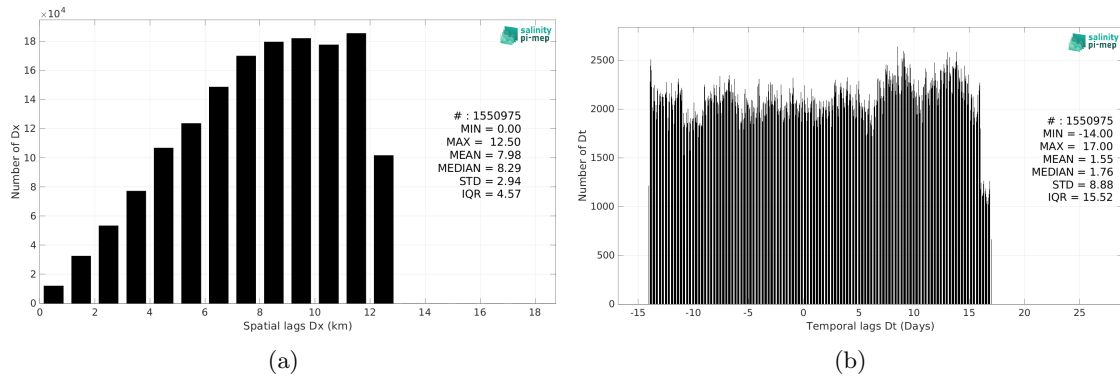 ×10⁴
18
16
14
12
10
8
6
4
2
0
Number of Dx
salinity
pi-mep
# : 1550975
MIN = 0.00
MAX = 12.50
MEAN = 7.98
MEDIAN = 8.29
STD = 2.94
IQR = 4.57
0 2 4 6 8 10 12 14 16 18
Spatial lags Dx (km)
(a)
2500
2000
1500
1000
500
0
Number of Dt
salinity
pi-mep
# : 1550975
MIN = -14.00
MAX = 17.00
MEAN = 1.55
MEDIAN = 1.76
STD = 8.88
IQR = 15.52
-15 -10 -5 0 5 10 15 20 25
Temporal lags Dt (Days)
(b)